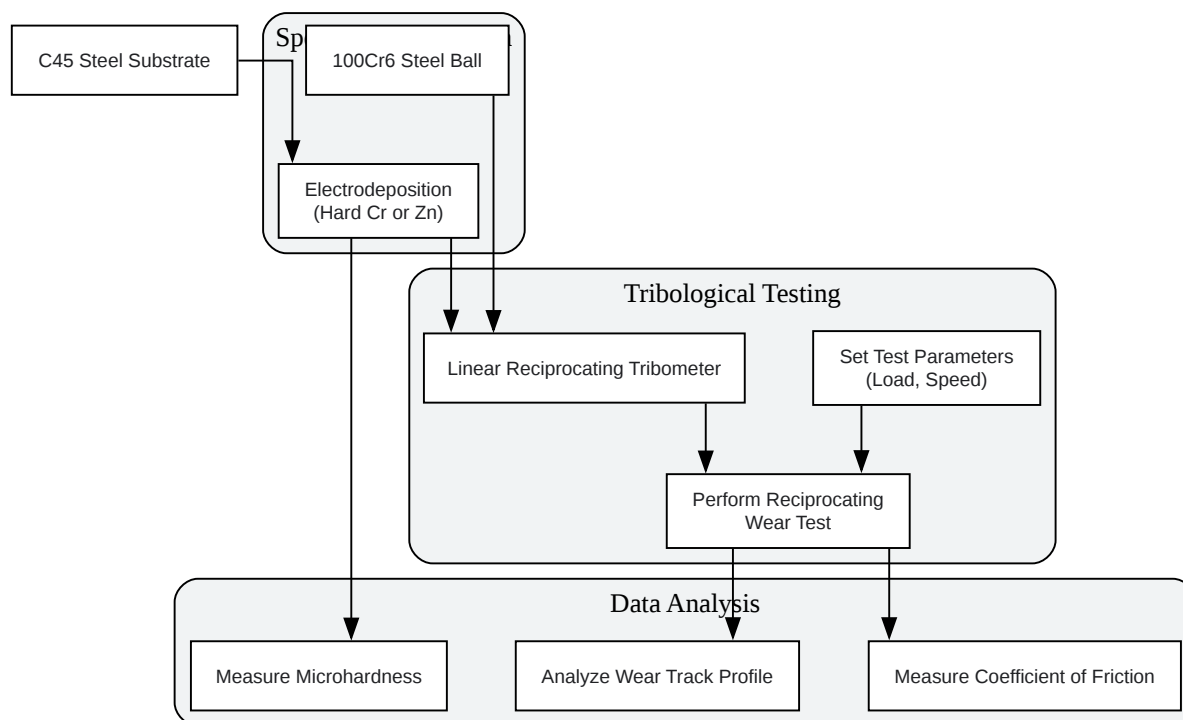 C45 Steel Substrate
100Cr6 Steel Ball
Electrodeposition
(Hard Cr or Zn)
Tribological Testing
Linear Reciprocating Tribometer
Set Test Parameters
(Load, Speed)
Perform Reciprocating
Wear Test
Data Analysis
Measure Microhardness
Analyze Wear Track Profile
Measure Coefficient of Friction